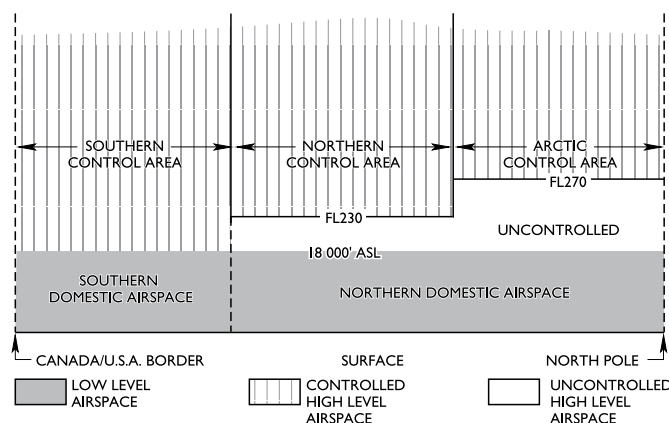 SOUTHERN
CONTROL AREA
NORTHERN
CONTROL AREA
ARCTIC
CONTROL AREA
FL270
FL230
UNCONTROLLED
18 000' ASL
SOUTHERN
DOMESTIC AIRSPACE
NORTHERN DOMESTIC AIRSPACE
CANADA/U.S.A. BORDER
SURFACE
NORTH POLE
LOW LEVEL
AIRSPACE
CONTROLLED
HIGH LEVEL
AIRSPACE
UNCONTROLLED
HIGH LEVEL
AIRSPACE